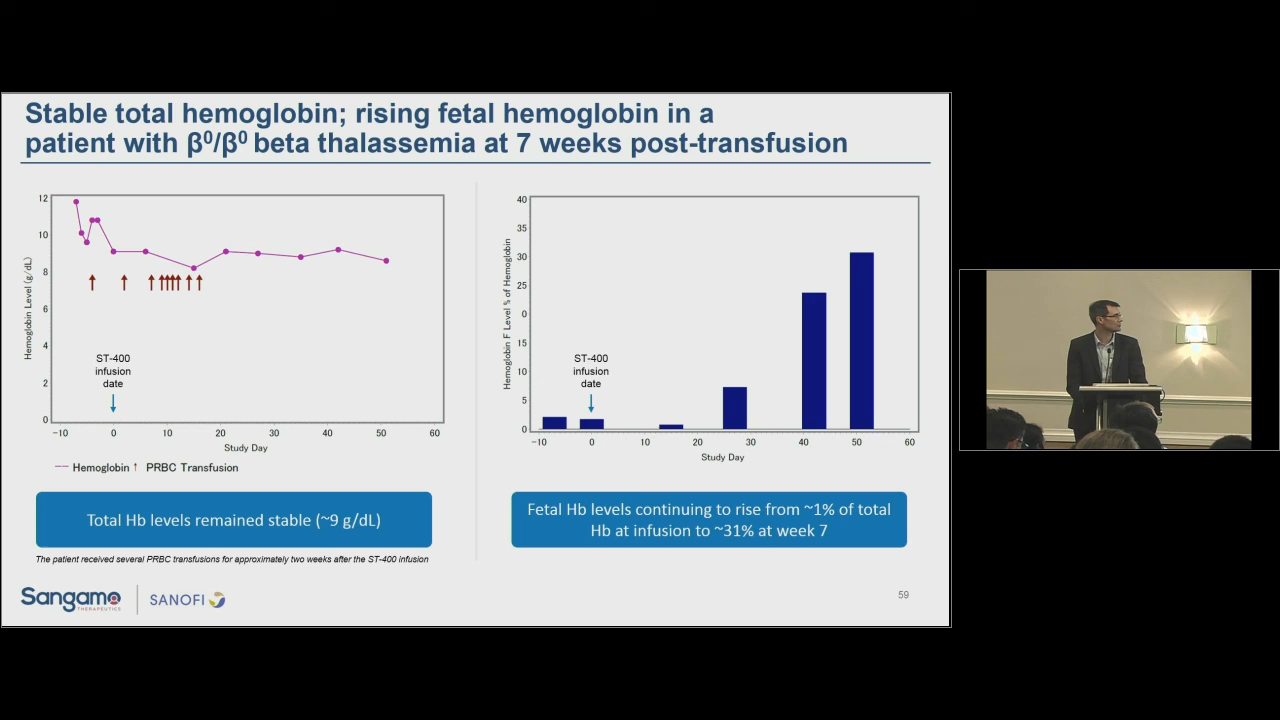 Stable total hemoglobin; rising fetal hemoglobin in a
patient with β⁰/β⁰ beta thalassemia at 7 weeks post-transfusion
Hemoglobin Level (g/dL)
12
10
8
6
4
2
0
ST-400
infusion
date
−10 0 10 20 30 40 50 60
Study Day
Hemoglobin PRBC Transfusion
Total Hb levels remained stable (~9 g/dL)
The patient received several PRBC transfusions for approximately two weeks after the ST-400 infusion
Hemoglobin F Level % of Hemoglobin
40
35
30
25
0
15
10
5
0
ST-400
infusion
date
−10 0 10 20 30 40 50 60
Study Day
Fetal Hb levels continuing to rise from ~1% of total
Hb at infusion to ~31% at week 7
Sangamo
THERAPEUTICS
SANOFI
59